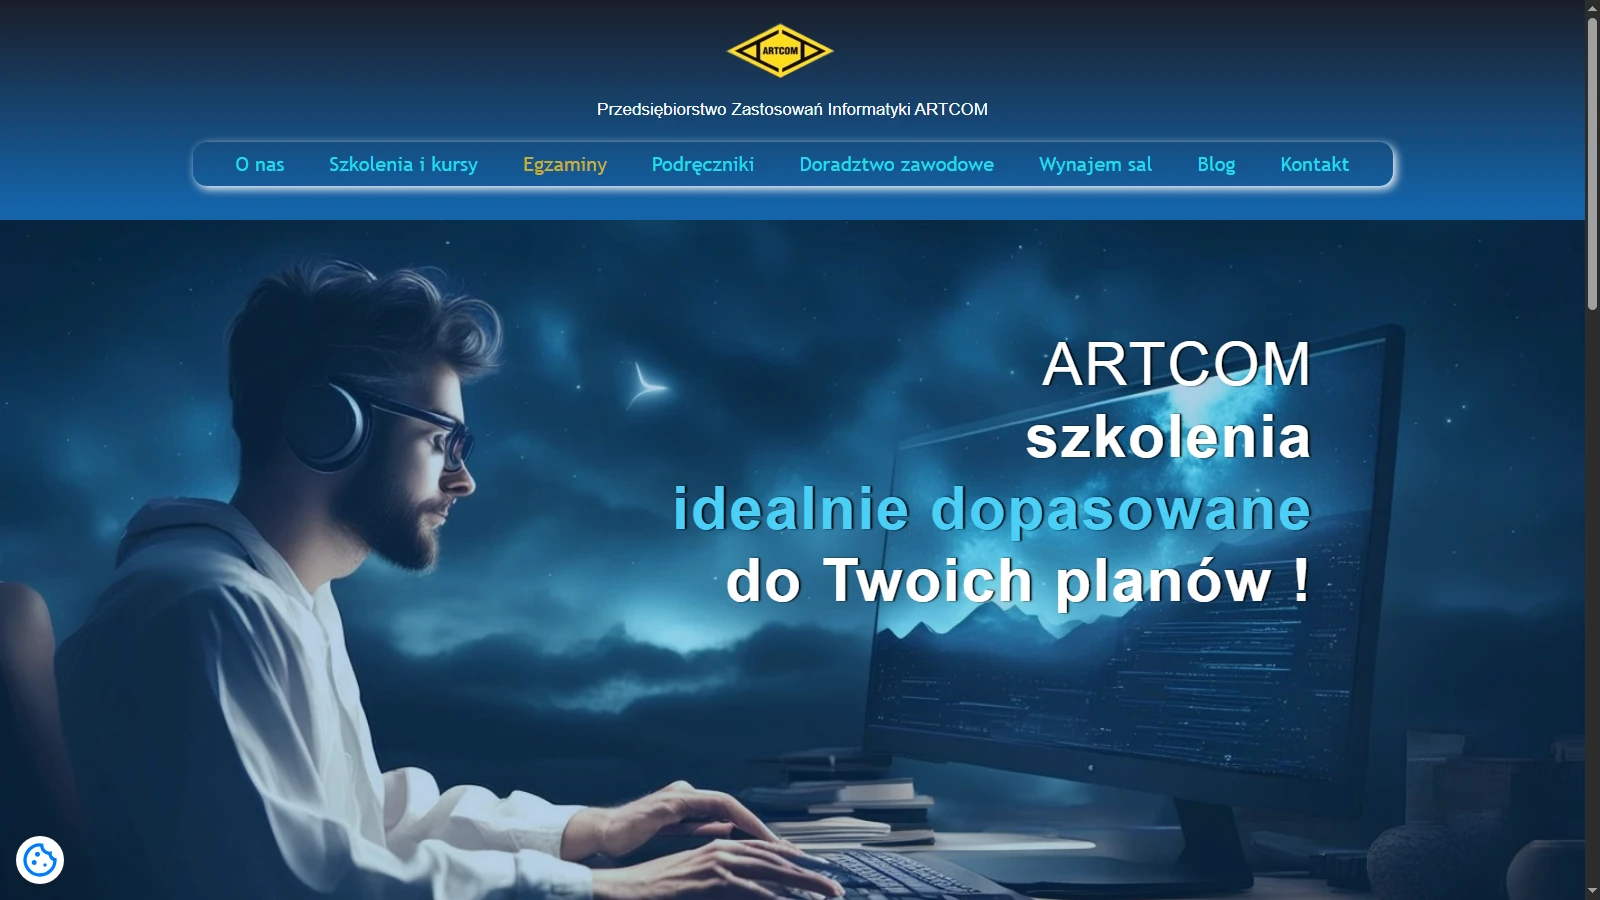 ARTCOM
Przedsiębiorstwo Zastosowań Informatyki ARTCOM
O nas Szkolenia i kursy Egzaminy Podręczniki Doradztwo zawodowe Wynajem sal Blog Kontakt
ARTCOM
szkolenia
idealnie dopasowane
do Twoich planów !